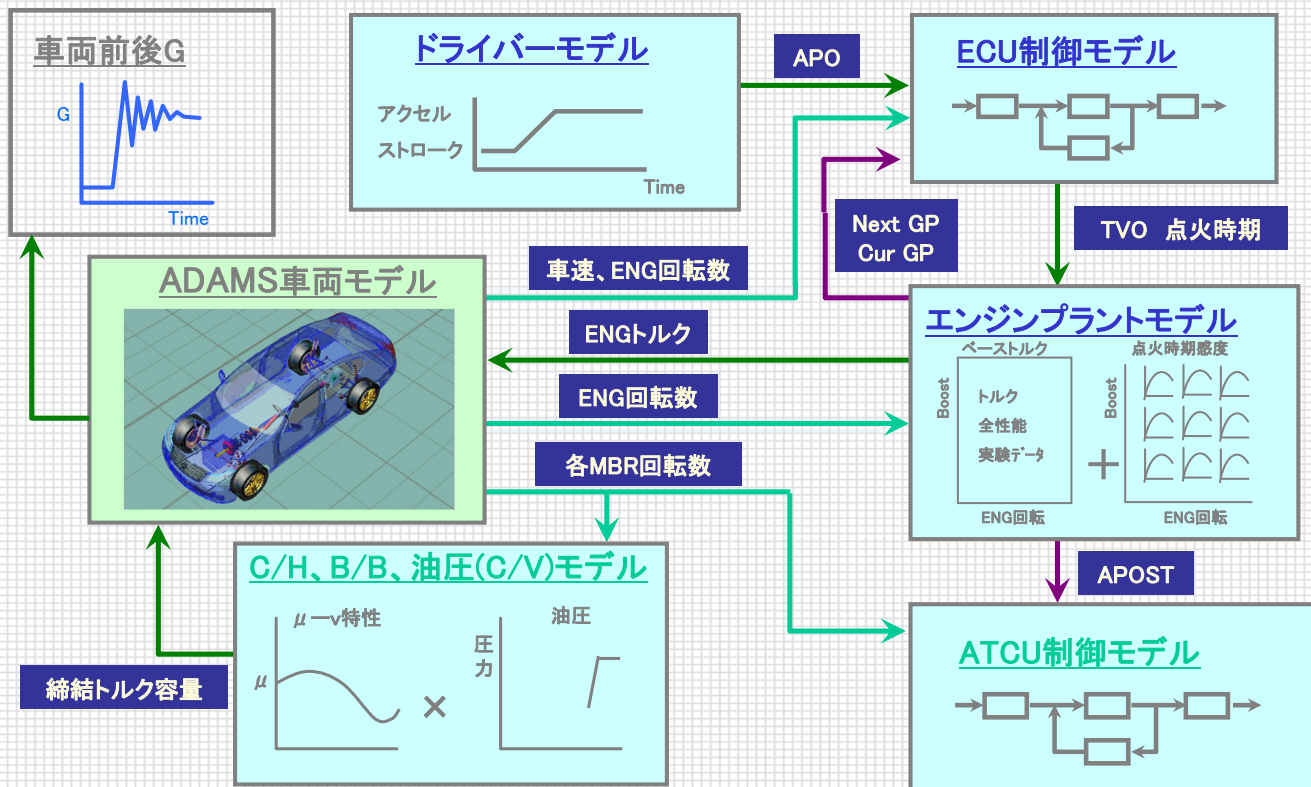 車両前後G
G
Time
ドライバーモデル
アクセル
ストローク
Time
APO
ECU制御モデル
Next GP
Cur GP
TVO 点火時期
ADAMS車両モデル
車速、ENG回転数
ENGトルク
ENG回転数
各MBR回転数
エンジンプラントモデル
ベーストルク
Boost
トルク
全性能
実験データ
ENG回転
+
点火時期感度
Boost
ENG回転
APOST
C/H、B/B、油圧(C/V)モデル
μー v特性
μ
×
油圧
圧
力
締結トルク容量
ATCU制御モデル